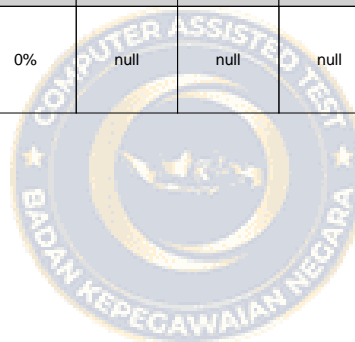 0% null null null
COMPUTER ASSISTED TEST
BADAN KEPEGAWAIAN NEGARA